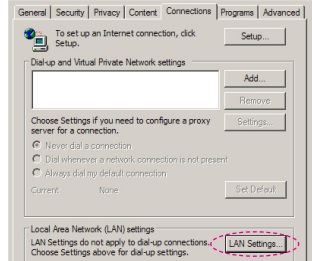 General Security Privacy Content Connections Programs Advanced
To set up an Internet connection, click
Setup.
Setup...
Dial-up and Virtual Private Network settings
Add...
Remove
Choose Settings if you need to configure a proxy
server for a connection.
Settings...
Never dial a connection
Dial whenever a network connection is not present
Always dial my default connection
Current None
Set Default
Local Area Network (LAN) settings
LAN Settings do not apply to dial-up connections.
Choose Settings above for dial-up settings.
LAN Settings...